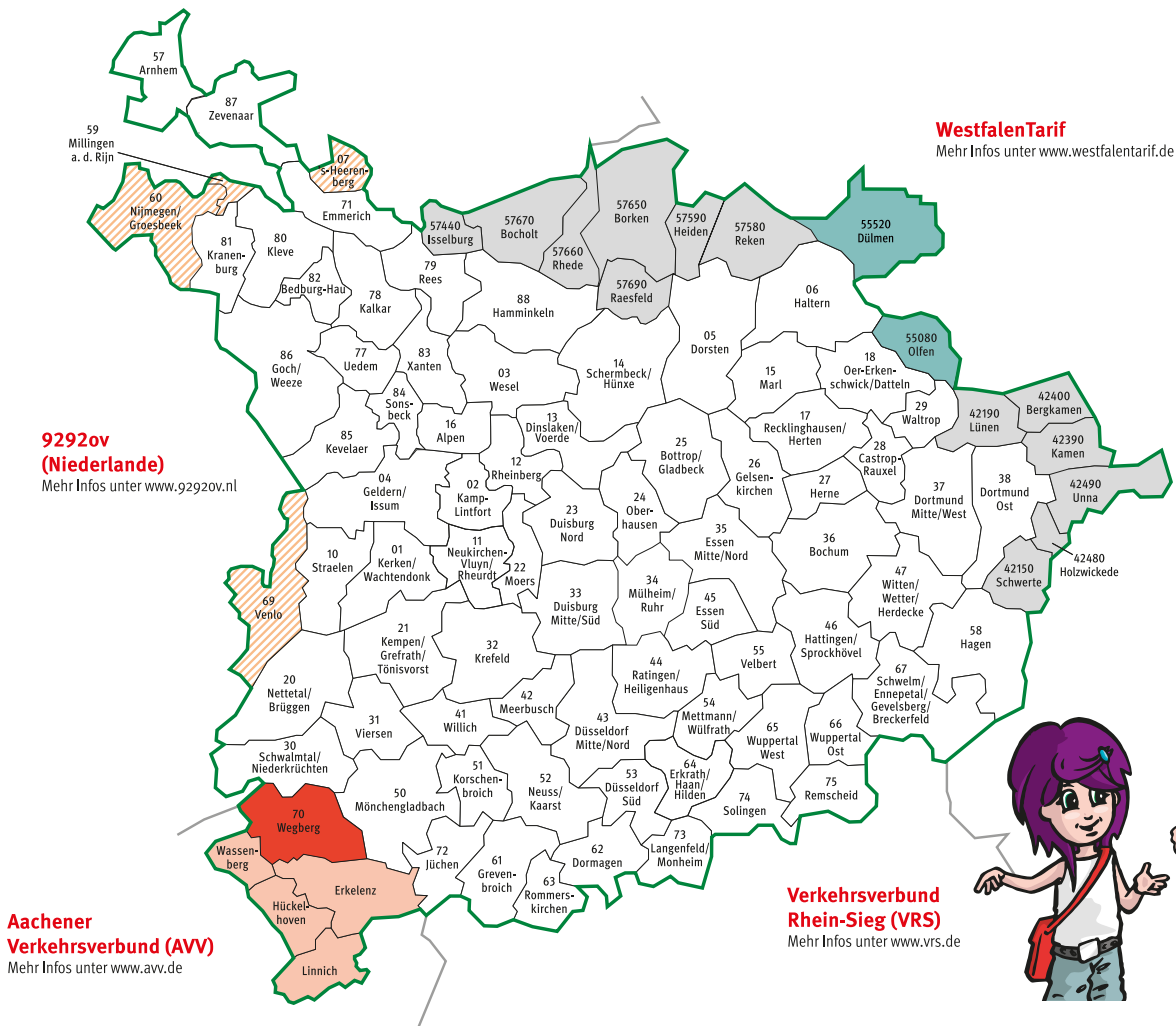 57
Arnhem
87
Zevenaar
59
Millingen
a. d. Rijn
07
's-Heeren-
berg
60
Nijmegen/
Groesbeek
71
Emmerich
WestfalenTarif
Mehr Infos unter www.westfalentarif.de
57440
Isselburg
57670
Bocholt
57660
Rhede
57650
Borken
57590
Heiden
57580
Reken
55520
Dülmen
57690
Raesfeld
81
Kranen-
burg
80
Kleve
82
Bedburg-Hau
78
Kalkar
79
Rees
88
Hamminkeln
06
Haltern
05
Dorsten
55080
Olfen
86
Goch/
Weeze
77
Uedem
83
Xanten
03
Wesel
14
Schermbeck/
Hünxe
15
Marl
18
Oer-Erken-
schwick/Datteln
84
Sons-
beck
16
Alpen
13
Dinslaken/
Voerde
17
Recklinghausen/
Herten
29
Waltrop
42190
Lünen
42400
Bergkamen
42390
Kamen
42490
Unna
9292ov
(Niederlande)
Mehr Infos unter www.9292ov.nl
85
Kevelaer
04
Geldern/
Issum
02
Kamp-
Lintfort
12
Rheinberg
25
Bottrop/
Gladbeck
26
Gelsen-
kirchen
28
Castrop-
Rauxel
27
Herne
37
Dortmund
Mitte/West
38
Dortmund
Ost
24
Ober-
hausen
23
Duisburg
Nord
10
Straelen
01
Kerken/
Wachtendonk
11
Neukirchen-
Vluyn/
Rheurdt
22
Moers
35
Essen
Mitte/Nord
36
Bochum
42480
Holzwickede
42150
Schwerte
69
Venlo
33
Duisburg
Mitte/Süd
34
Mülheim/
Ruhr
45
Essen
Süd
47
Witten/
Wetter/
Herdecke
21
Kempen/
Grefrath/
Tönisvorst
32
Krefeld
46
Hattingen/
Sprockhövel
58
Hagen
44
Ratingen/
Heiligenhaus
55
Velbert
67
Schwelm/
Ennepetal/
Gevelsberg/
Breckerfeld
20
Nettetal/
Brüggen
31
Viersen
41
Willich
42
Meerbusch
43
Düsseldorf
Mitte/Nord
54
Mettmann/
Wülfrath
65
Wuppertal
West
66
Wuppertal
Ost
30
Schwalmtal/
Niederkrüchten
51
Korschen-
broich
52
Neuss/
Kaarst
53
Düsseldorf
Süd
64
Erkrath/
Haan/
Hilden
74
Solingen
75
Remscheid
50
Mönchengladbach
70
Wegberg
72
Jüchen
61
Greven-
broich
63
Rommers-
kirchen
62
Dormagen
73
Langenfeld/
Monheim
Wassen-
berg
Erkelenz
Hückel-
hoven
Linnich
Aachener
Verkehrsverbund (AVV)
Mehr Infos unter www.avv.de
Verkehrsverbund
Rhein-Sieg (VRS)
Mehr Infos unter www.vrs.de